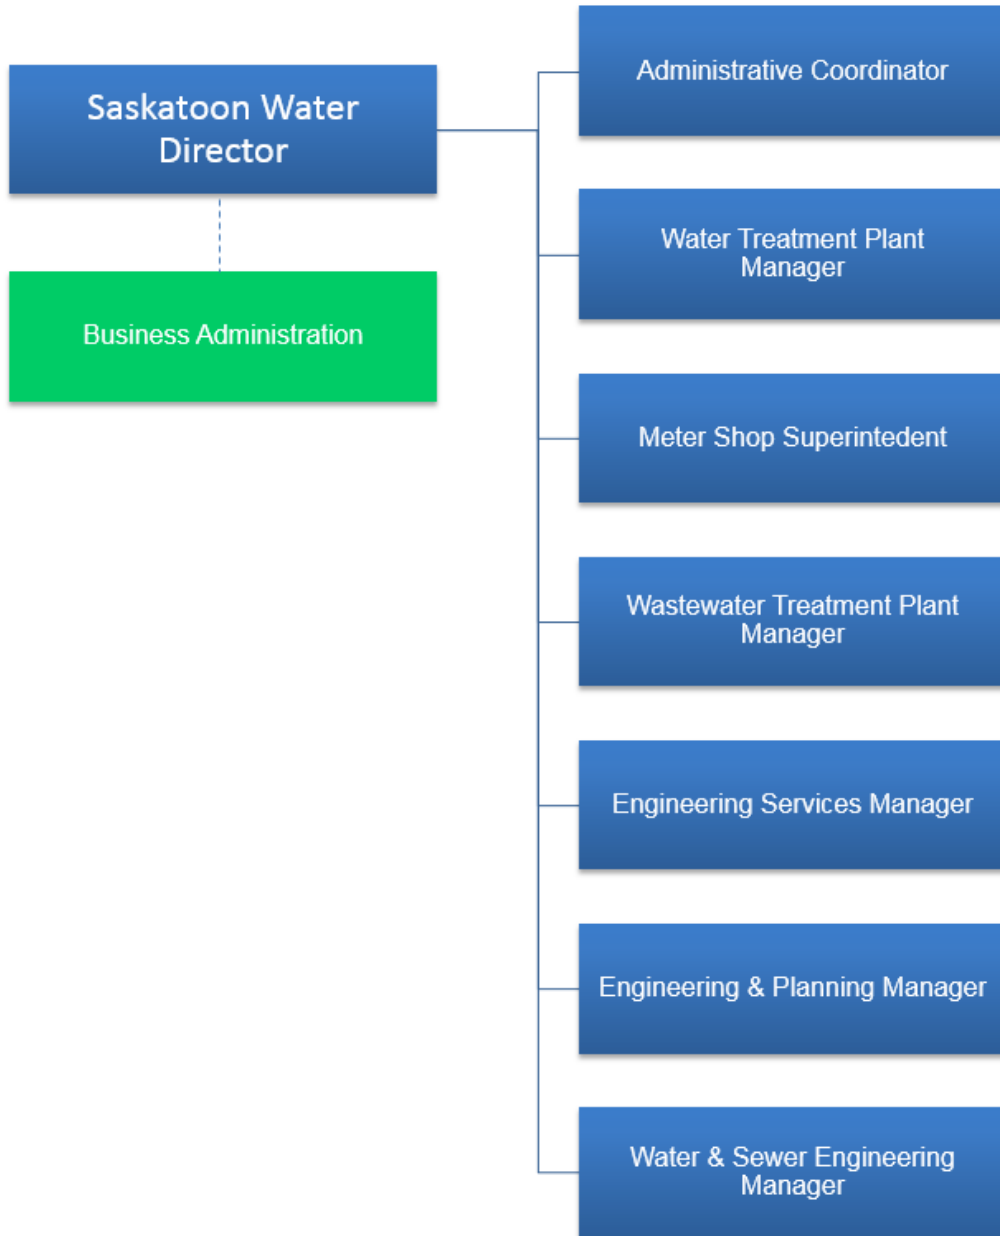 Saskatoon Water
Director
Business Administration
Administrative Coordinator
Water Treatment Plant
Manager
Meter Shop Superintedent
Wastewater Treatment Plant
Manager
Engineering Services Manager
Engineering & Planning Manager
Water & Sewer Engineering
Manager